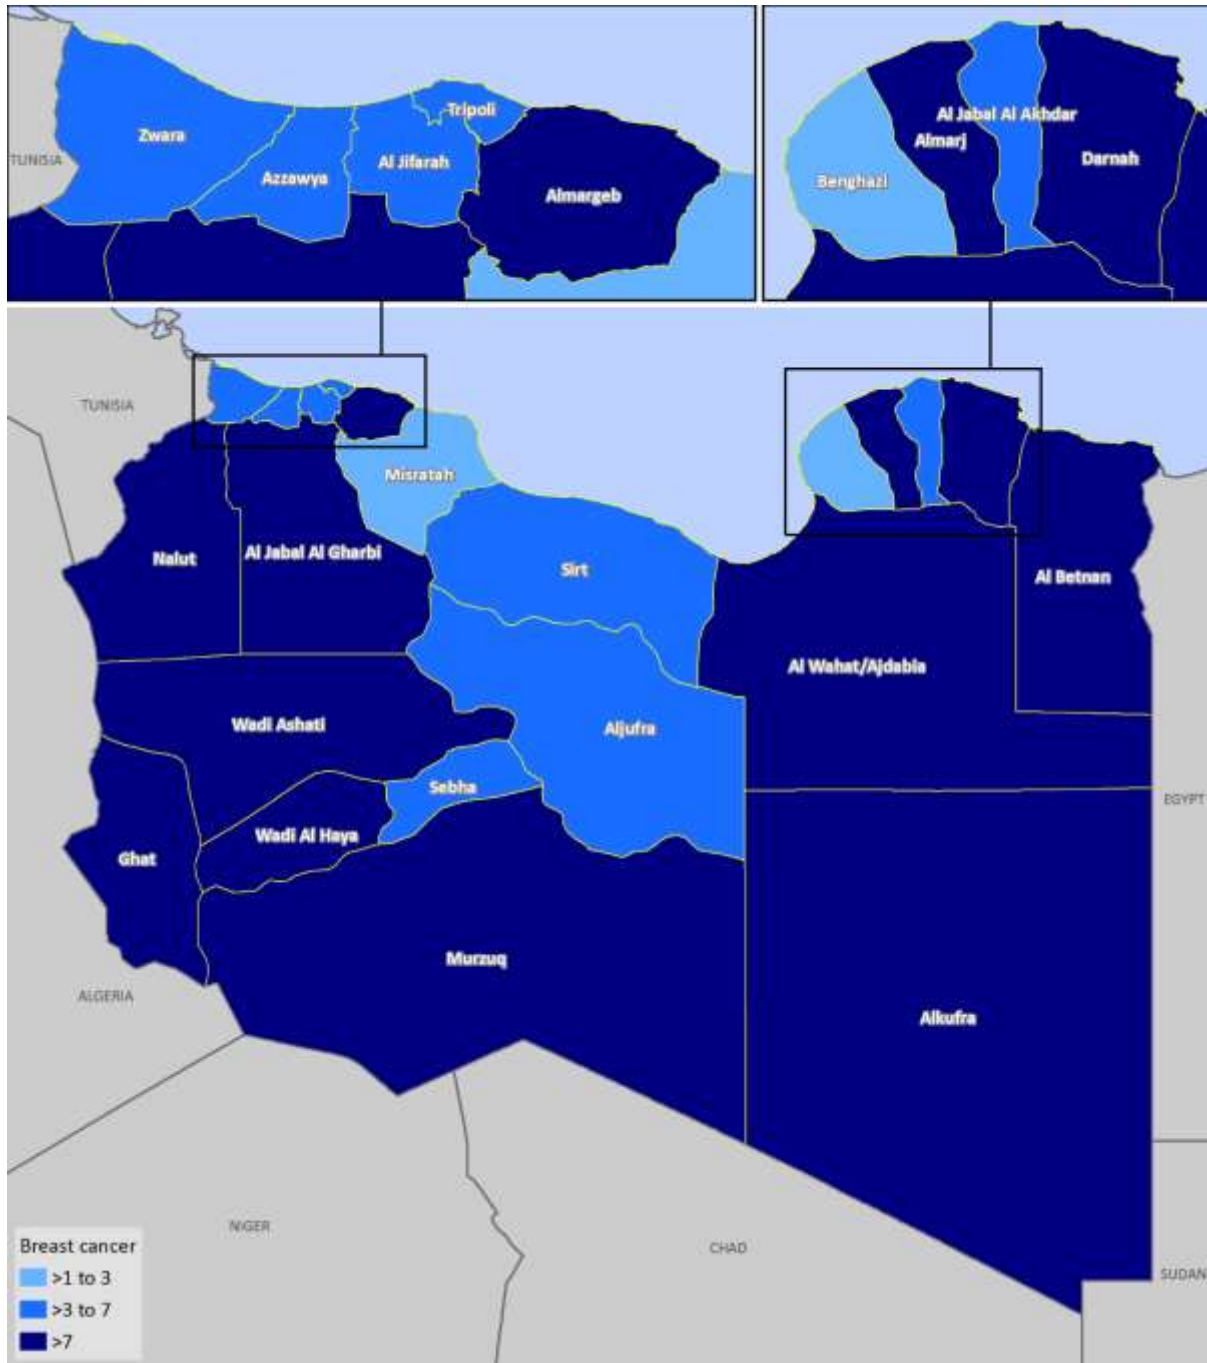 Tripoli
Zwara
TUNISIA
Al Jifarah
Azzawya
Almargeb
Al Jabal Al Akhdar
Almarj
Darnah
Benghazi
TUNISIA
Misratah
Nalut
Al Jabal Al Gharbi
Sirt
Al Betnan
Al Wahat/Ajdabia
Wadi Ashati
Aljufra
Sebha
EGYPT
Wadi Al Haya
Ghat
Murzuq
ALGERIA
Alkufra
NIGER
CHAD
SUDAN
Breast cancer
>1 to 3
>3 to 7
>7